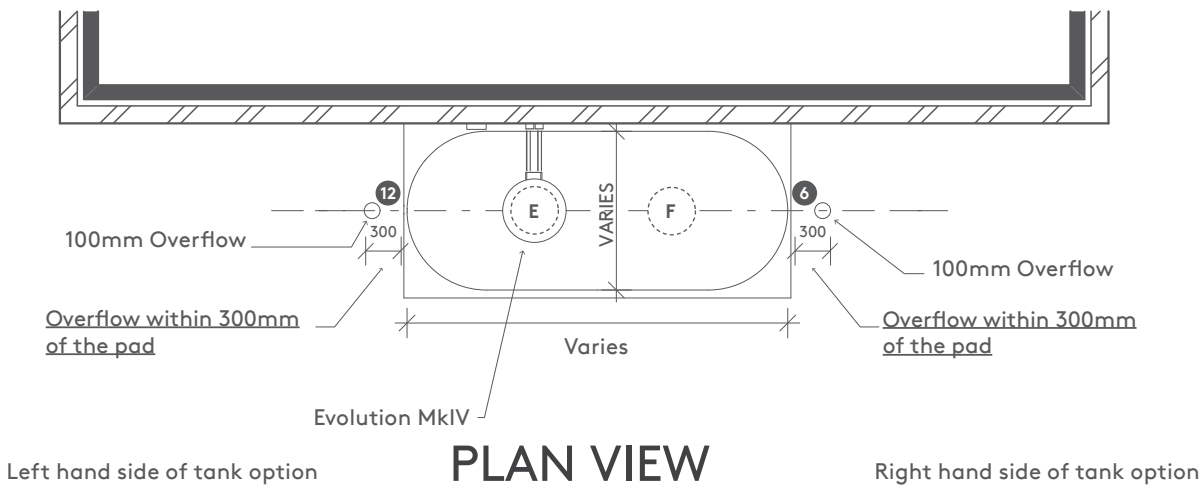 12
6
E
F
VARIES
300
300
100mm Overflow
100mm Overflow
Overflow within 300mm
of the pad
Overflow within 300mm
of the pad
Varies
Evolution MkIV
PLAN VIEW
Left hand side of tank option
Right hand side of tank option